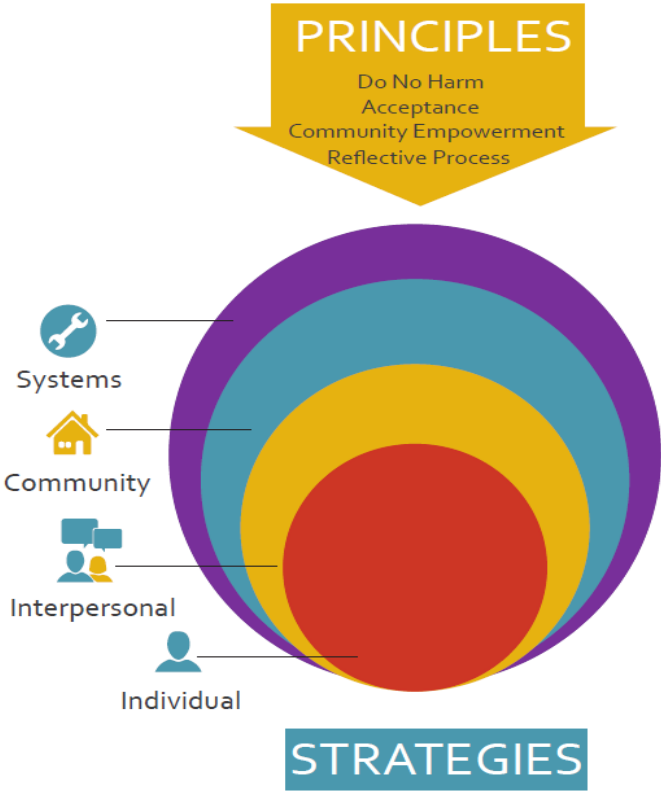 PRINCIPLES
Do No Harm
Acceptance
Community Empowerment
Reflective Process
Systems
Community
Interpersonal
Individual
STRATEGIES